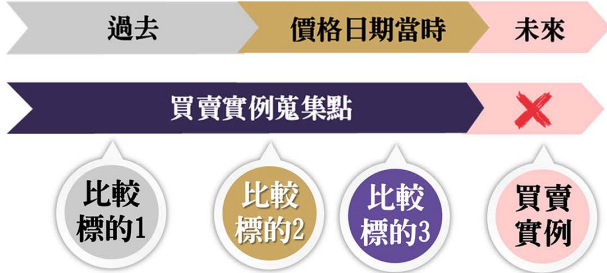 過去 價格日期當時 未來
買賣實例蒐集點
比較
標的1
比較
標的2
比較
標的3
買賣
實例